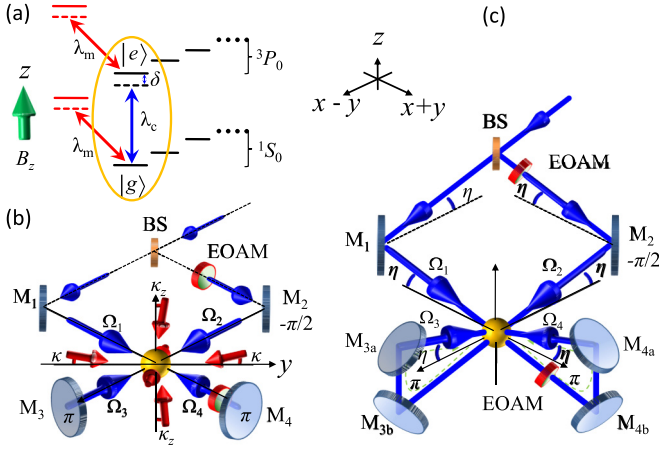 (a)
λm
|e⟩
3P0
δ
z
λc
Bz
λm
1S0
|g⟩
(b)
BS
EOAM
M1
κz
M2
-π/2
Ω1
Ω2
κ
κ
y
M3
π
Ω3
Ω4
π
M4
κz
(c)
z
x - y
x+y
BS
EOAM
η
η
M1
M2
-π/2
η
Ω1
Ω2
η
Ω3
Ω4
M3a
M4a
η
η
π
π
EOAM
M3b
M4b